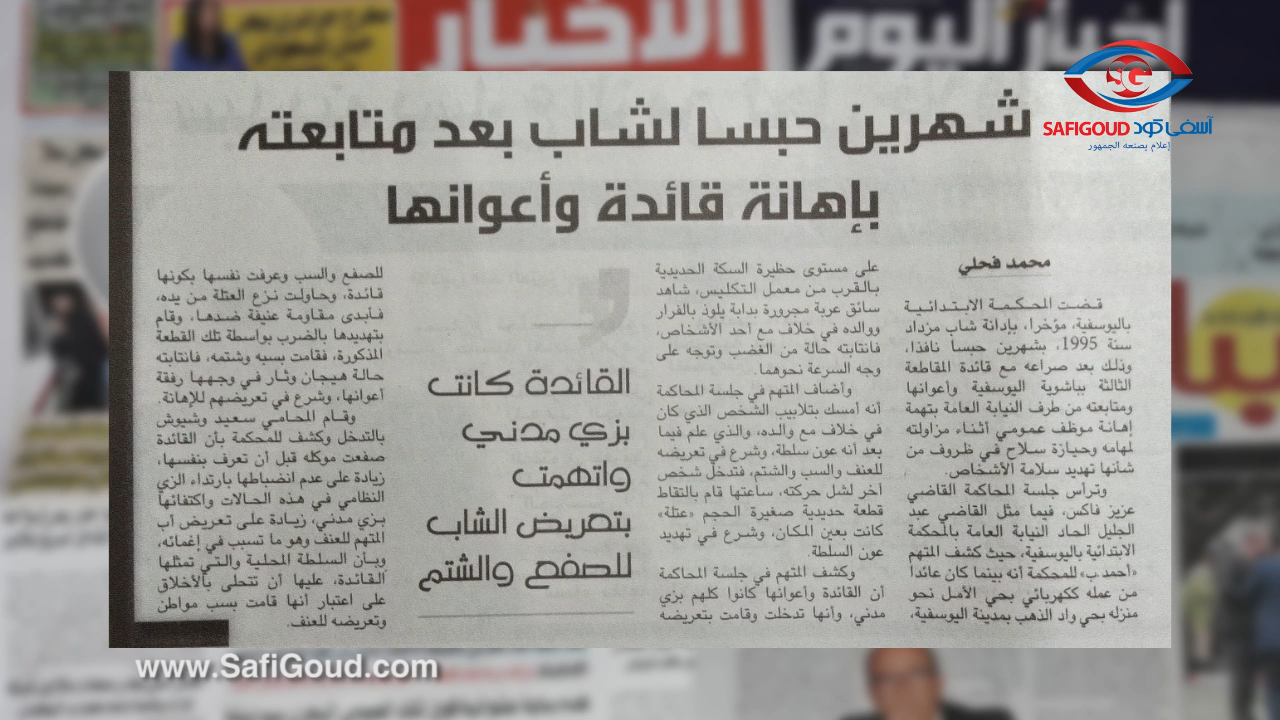 الأخبار
أخبار اليوم
SG
SAFIGOUD آسفي كود
إعلام يصنعه الجمهور
شهرين حبسا لشاب بعد متابعته
بإهانة قائدة وأعوانها
محمد فحلي
قضت المحكمة الابتدائية
باليوسفية، مؤخرا، بإدانة شاب مزداد
سنة 1995، بشهرين حبسا نافذا،
وذلك بعد صراعه مع قائدة المقاطعة
الثالثة بباشوية اليوسفية وأعوانها
ومتابعته من طرف النيابة العامة بتهمة
إهانة موظف عمومي أثناء مزاولته
لمهامه وحيازة سلاح في ظروف من
شأنها تهديد سلامة الأشخاص.
وترأس جلسة المحاكمة القاضي
عزيز فاكس، فيما مثل القاضي عبد
الجليل الحاد النيابة العامة بالمحكمة
الابتدائية باليوسفية، حيث كشف المتهم
«أحمد ب» للمحكمة أنه بينما كان عائدا
من عمله ككهربائي بحي الأمل نحو
منزله بحي واد الذهب بمدينة اليوسفية،
على مستوى حظيرة السكة الحديدية
بالقرب من معمل التكليس، شاهد
سائق عربة مجرورة بدابة يلوذ بالفرار
ووالده في خلاف مع أحد الأشخاص،
فانتابته حالة من الغضب وتوجه على
وجه السرعة نحوهما.
وأضاف المتهم في جلسة المحاكمة
أنه أمسك بتلابيب الشخص الذي كان
في خلاف مع والده، والذي علم فيما
بعد أنه عون سلطة، وشرع في تعريضه
للعنف والسب والشتم، فتدخل شخص
آخر لشل حركته، ساعتها قام بالتقاط
قطعة حديدية صغيرة الحجم «عتلة»
كانت بعين المكان، وشرع في تهديد
عون السلطة.
وكشف المتهم في جلسة المحاكمة
أن القائدة وأعوانها كانوا كلهم بزي
مدني، وأنها تدخلت وقامت بتعريضه
القائدة كانت
بزي مدني
واتهمت
بتعريض الشاب
للصفع والشتم
للصفع والسب وعرفت نفسها بكونها
قائدة، وحاولت نزع العتلة من يده،
فأبدى مقاومة عنيفة ضدها، وقام
بتهديدها بالضرب بواسطة تلك القطعة
المذكورة، فقامت بسبه وشتمه، فانتابته
حالة هيجان وثار في وجهها رفقة
أعوانها، وشرع في تعريضهم للإهانة.
وقام المحامي سعيد وشبوش
بالتدخل وكشف للمحكمة بأن القائدة
صفعت موكله قبل أن تعرف بنفسها،
زيادة على عدم انضباطها بارتداء الزي
النظامي في هذه الحالات واكتفائها
بزي مدني، زيادة على تعريض أب
المتهم للعنف وهو ما تسبب في إغمائه،
وبأن السلطة المحلية والتي تمثلها
القائدة، عليها أن تتحلى بالأخلاق
على اعتبار أنها قامت بسب مواطن
وتعريضه للعنف.
www.SafiGoud.com